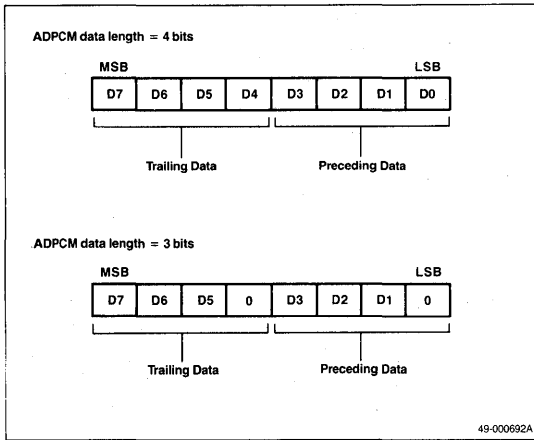 ADPCM data length = 4 bits
MSB LSB
D7 D6 D5 D4 D3 D2 D1 D0
Trailing Data Preceding Data
ADPCM data length = 3 bits
MSB LSB
D7 D6 D5 0 D3 D2 D1 0
Trailing Data Preceding Data
49-000692A